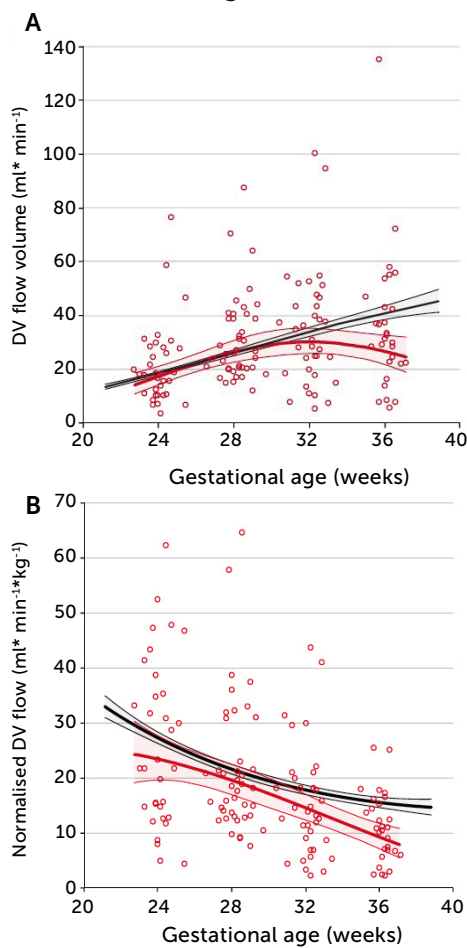 A
DV flow volume (ml* min⁻¹)
140
120
100
80
60
40
20
0
20 24 28 32 36 40
Gestational age (weeks)
B
Normalised DV flow (ml* min⁻¹*kg⁻¹)
70
60
50
40
30
20
10
0
20 24 28 32 36 40
Gestational age (weeks)